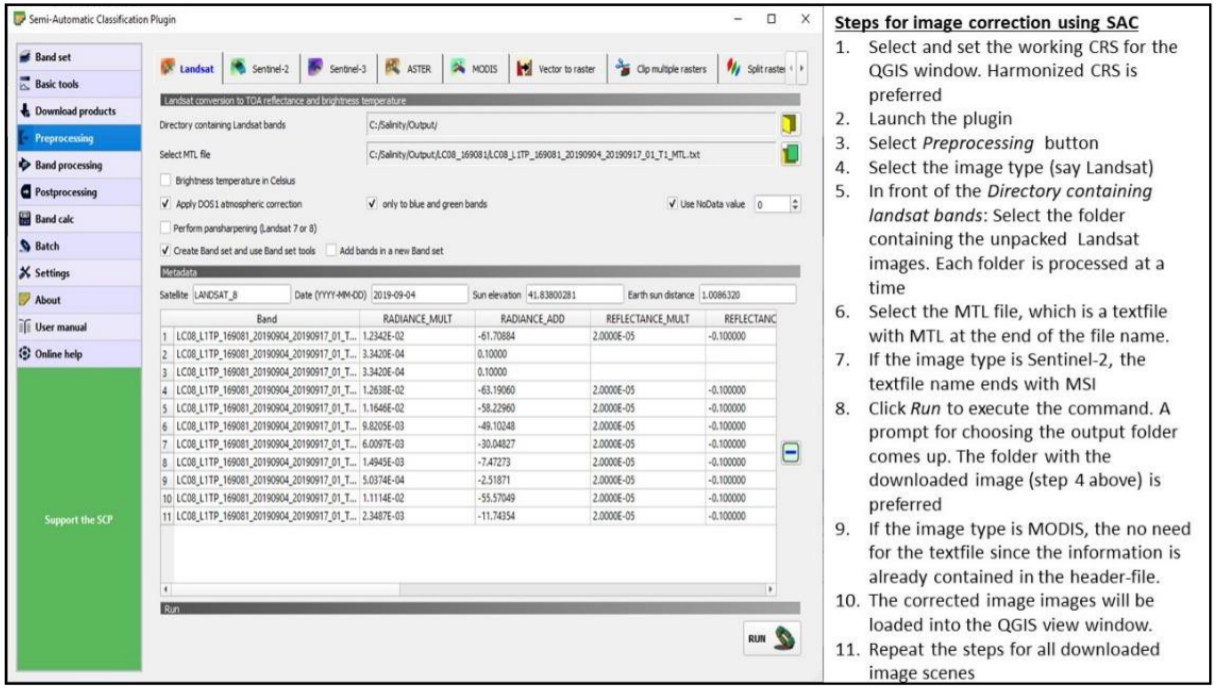 Semi-Automatic Classification Plugin
Band set
Basic tools
Download products
Preprocessing
Band processing
Postprocessing
Band calc
Batch
Settings
About
User manual
Online help
Support the SCP
Landsat Sentinel-2 Sentinel-3 ASTER MODIS Vector to raster Clip multiple rasters Split raster
Landsat conversion to TOA reflectance and brightness temperature
Directory containing Landsat bands C:/Salinity/Output/
Select MTL file C:/Salinity/Output/LC08_169081/LC08_L1TP_169081_20190904_20190917_01_T1_MTL.txt
Brightness temperature in Celsius
Apply DOS1 atmospheric correction only to blue and green bands Use NoData value 0
Perform pansharpening (Landsat 7 or 8)
Create Band set and use Band set tools Add bands in a new Band set
Metadata
Satellite LANDSAT_8 Date (YYYY-MM-DD) 2019-09-04 Sun elevation 41.83800281 Earth sun distance 1.0086320
Band RADIANCE_MULT RADIANCE_ADD REFLECTANCE_MULT REFLECTANC
1 LC08_L1TP_169081_20190904_20190917_01_T... 1.2342E-02 -61.70884 2.0000E-05 -0.100000
2 LC08_L1TP_169081_20190904_20190917_01_T... 3.3420E-04 0.10000
3 LC08_L1TP_169081_20190904_20190917_01_T... 3.3420E-04 0.10000
4 LC08_L1TP_169081_20190904_20190917_01_T... 1.2638E-02 -63.19060 2.0000E-05 -0.100000
5 LC08_L1TP_169081_20190904_20190917_01_T... 1.1646E-02 -58.22960 2.0000E-05 -0.100000
6 LC08_L1TP_169081_20190904_20190917_01_T... 9.8205E-03 -49.10248 2.0000E-05 -0.100000
7 LC08_L1TP_169081_20190904_20190917_01_T... 6.0097E-03 -30.04827 2.0000E-05 -0.100000
8 LC08_L1TP_169081_20190904_20190917_01_T... 1.4945E-03 -7.47273 2.0000E-05 -0.100000
9 LC08_L1TP_169081_20190904_20190917_01_T... 5.0374E-04 -2.51871 2.0000E-05 -0.100000
10 LC08_L1TP_169081_20190904_20190917_01_T... 1.1114E-02 -55.57049 2.0000E-05 -0.100000
11 LC08_L1TP_169081_20190904_20190917_01_T... 2.3487E-03 -11.74354 2.0000E-05 -0.100000
Run
RUN
Steps for image correction using SAC
1. Select and set the working CRS for the
QGIS window. Harmonized CRS is
preferred
2. Launch the plugin
3. Select Preprocessing button
4. Select the image type (say Landsat)
5. In front of the Directory containing
landsat bands: Select the folder
containing the unpacked Landsat
images. Each folder is processed at a
time
6. Select the MTL file, which is a textfile
with MTL at the end of the file name.
7. If the image type is Sentinel-2, the
textfile name ends with MSI
8. Click Run to execute the command. A
prompt for choosing the output folder
comes up. The folder with the
downloaded image (step 4 above) is
preferred
9. If the image type is MODIS, the no need
for the textfile since the information is
already contained in the header-file.
10. The corrected image images will be
loaded into the QGIS view window.
11. Repeat the steps for all downloaded
image scenes